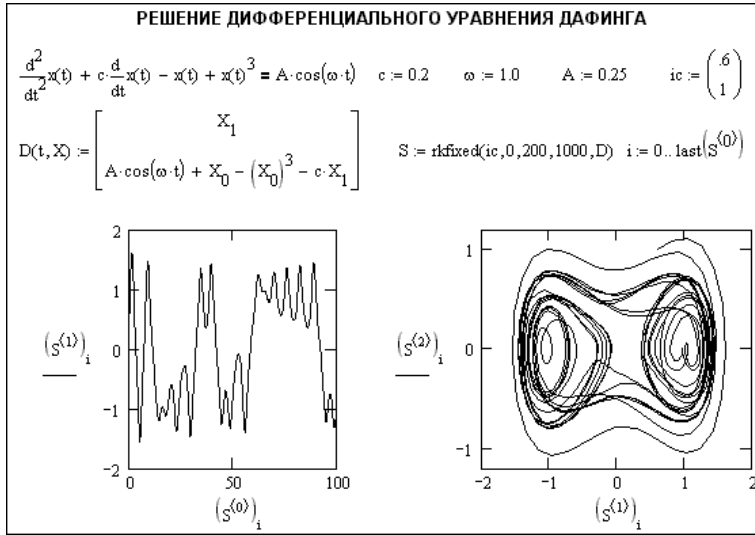 РЕШЕНИЕ ДИФФЕРЕНЦИАЛЬНОГО УРАВНЕНИЯ ДАФИНГА
d²/dt² x(t) + c·d/dt x(t) − x(t) + x(t)³ = A·cos(ω·t) c := 0.2 ω := 1.0 A := 0.25 ic := (.6 1)
D(t,X) := [X₁ A·cos(ω·t) + X₀ − (X₀)³ − c·X₁] S := rkfixed(ic,0,200,1000,D) i := 0..last(S^⟨0⟩)
2
1
0
−1
−2
(S^⟨1⟩)ᵢ
0 50 100
(S^⟨0⟩)ᵢ
1
0
−1
(S^⟨2⟩)ᵢ
−2 −1 0 1 2
(S^⟨1⟩)ᵢ